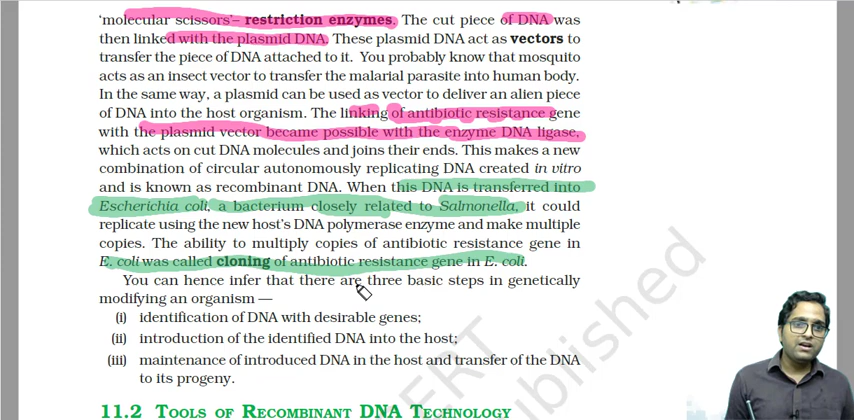 'molecular scissors'– restriction enzymes. The cut piece of DNA was
then linked with the plasmid DNA. These plasmid DNA act as vectors to
transfer the piece of DNA attached to it. You probably know that mosquito
acts as an insect vector to transfer the malarial parasite into human body.
In the same way, a plasmid can be used as vector to deliver an alien piece
of DNA into the host organism. The linking of antibiotic resistance gene
with the plasmid vector became possible with the enzyme DNA ligase,
which acts on cut DNA molecules and joins their ends. This makes a new
combination of circular autonomously replicating DNA created in vitro
and is known as recombinant DNA. When this DNA is transferred into
Escherichia coli, a bacterium closely related to Salmonella, it could
replicate using the new host's DNA polymerase enzyme and make multiple
copies. The ability to multiply copies of antibiotic resistance gene in
E. coli was called cloning of antibiotic resistance gene in E. coli.
You can hence infer that there are three basic steps in genetically
modifying an organism —
(i) identification of DNA with desirable genes;
(ii) introduction of the identified DNA into the host;
(iii) maintenance of introduced DNA in the host and transfer of the DNA
to its progeny.
11.2 TOOLS OF RECOMBINANT DNA TECHNOLOGY